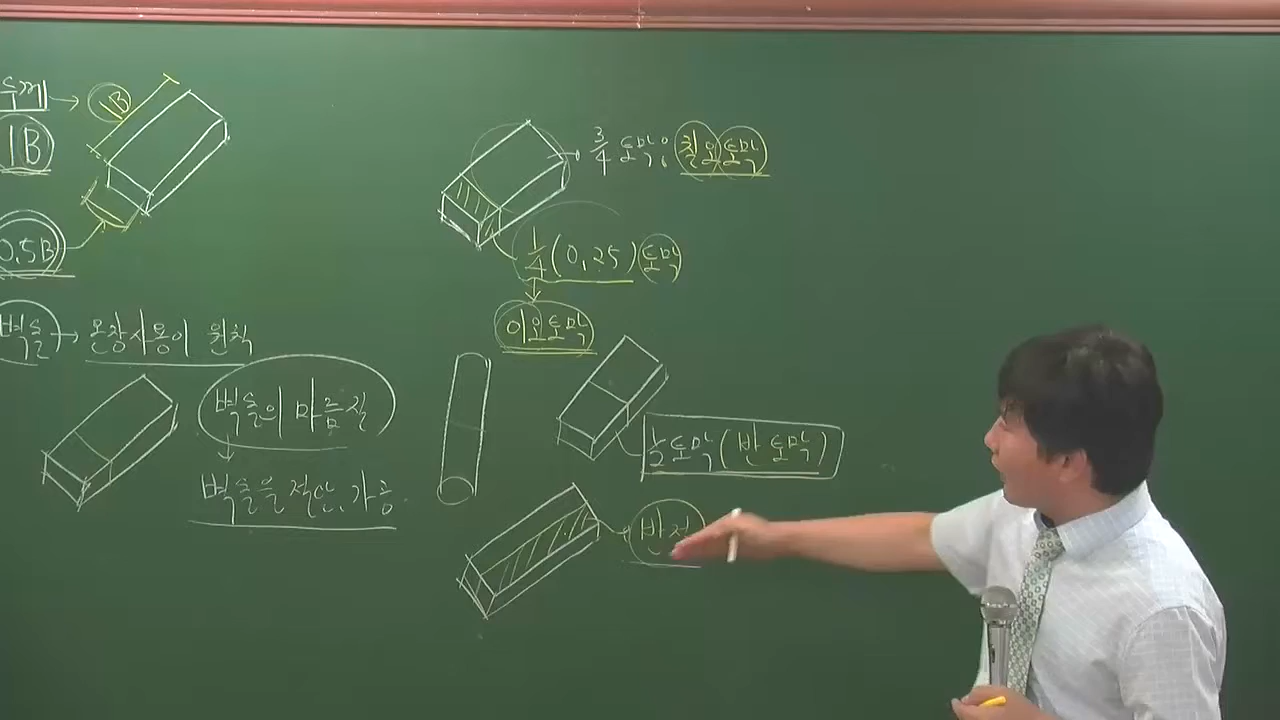 두께 → 1B
1B
0.5B
벽돌 → 온장사용이 원칙
벽돌의 마름질
↓
벽돌을 절단, 가공
→ 3/4 토막; 칠오토막
1/4 (0.25) 토막
↓
이오토막
1/2 토막 (반토막)